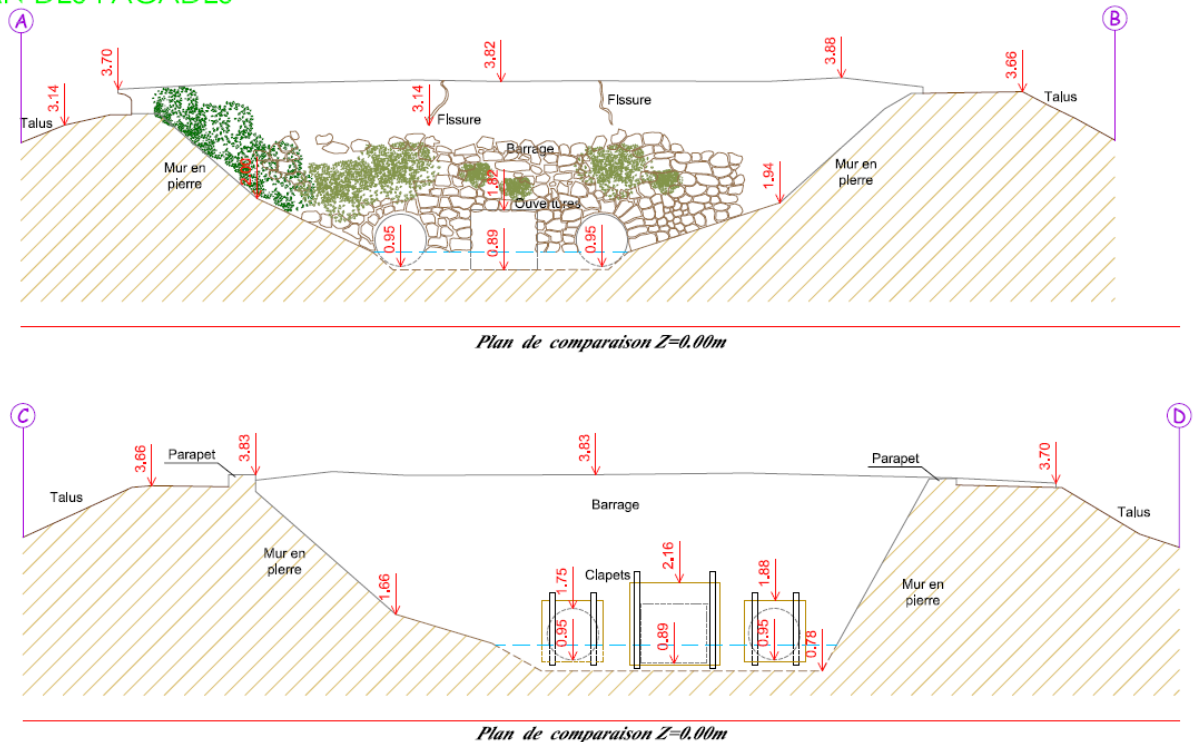 A
B
3.70
3.82
3.88
3.66
3.14
3.14
Talus
Talus
FIssure
FIssure
Barrage
Mur en
pierre
Mur en
pIerre
1.82
1.94
Ouvertures
0.95
0.89
0.95
Plan de comparaison Z=0.00m
C
D
3.66
Parapet
3.83
3.83
Parapet
3.70
Talus
Talus
Barrage
Mur en
pIerre
Mur en
pierre
1.66
Clapets
1.75
2.16
1.88
0.95
0.89
0.95
0.78
Plan de comparaison Z=0.00m